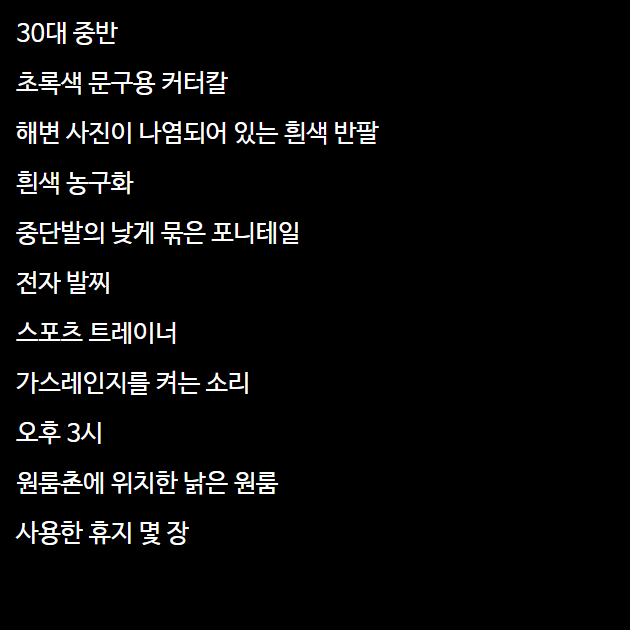 30대 중반
초록색 문구용 커터칼
해변 사진이 나염되어 있는 흰색 반팔
흰색 농구화
중단발의 낮게 묶은 포니테일
전자 발찌
스포츠 트레이너
가스레인지를 켜는 소리
오후 3시
원룸촌에 위치한 낡은 원룸
사용한 휴지 몇 장